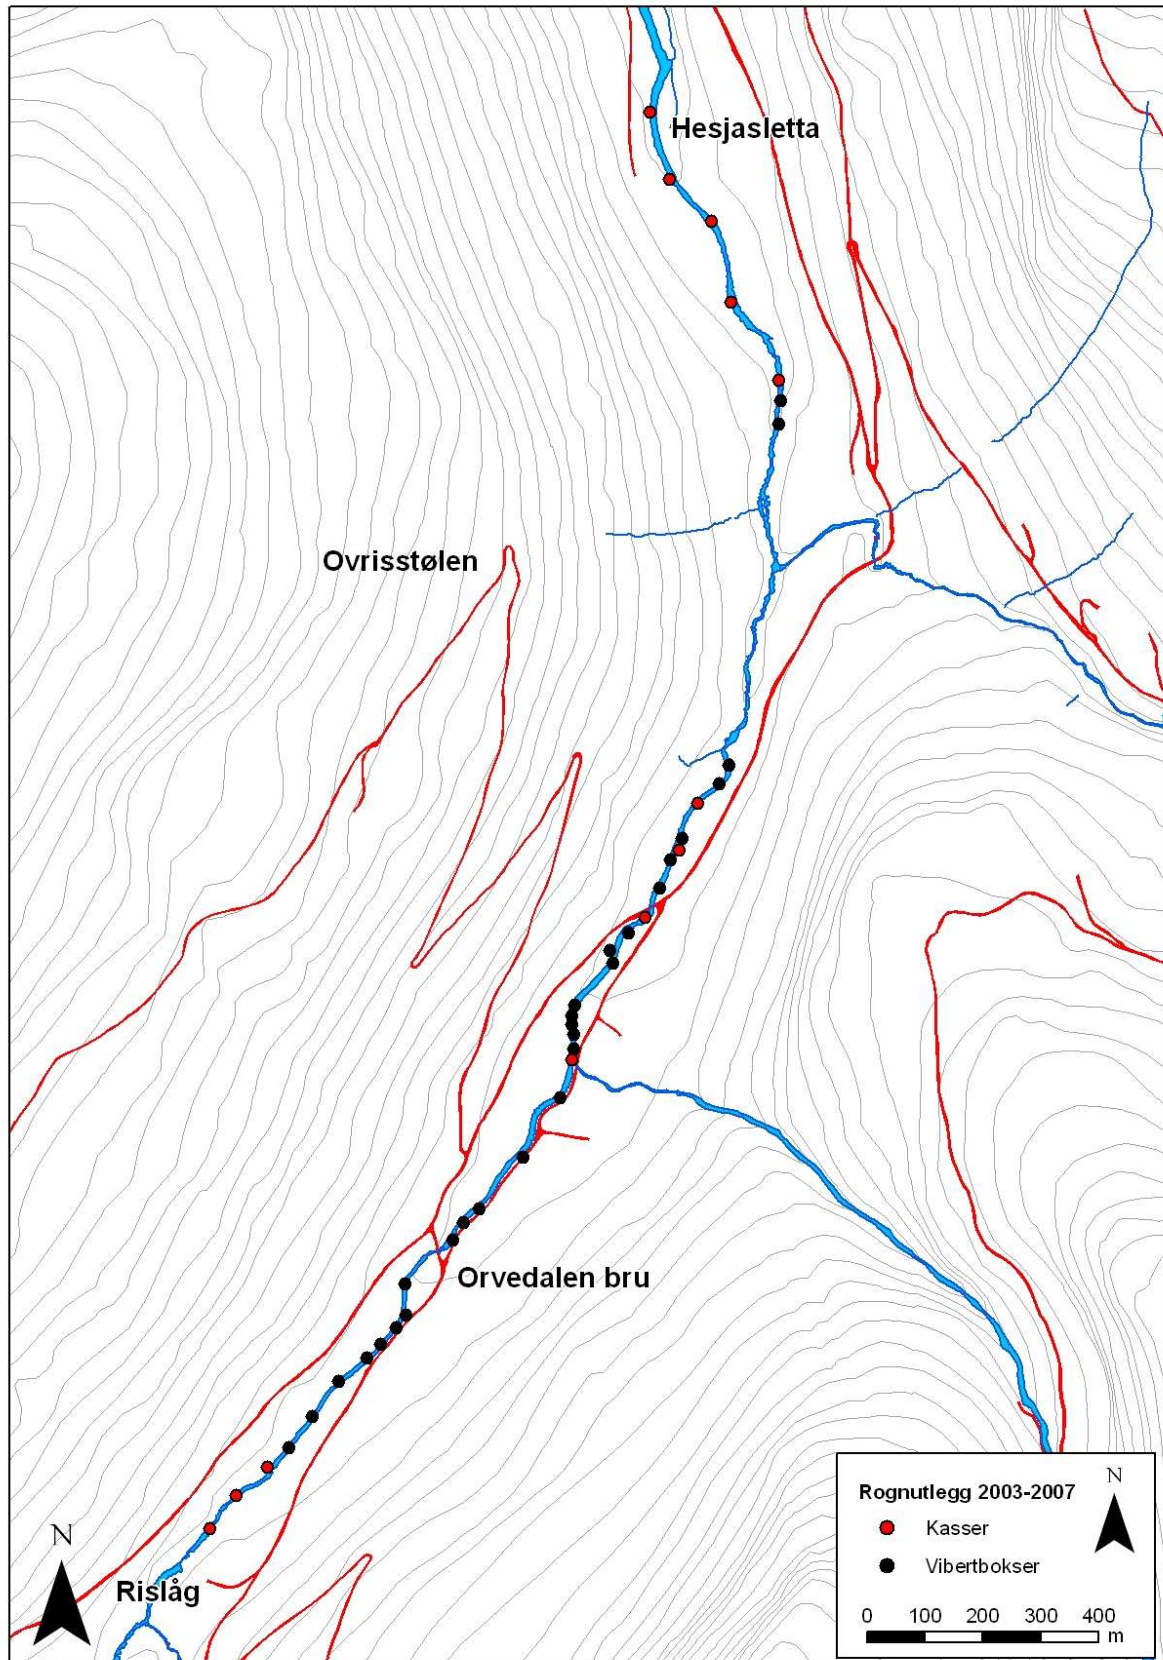 Hesjasletta
Ovrisstølen
Orvedalen bru
Rislåg
N
N
Rognutlegg 2003-2007
Kasser
Vibertbokser
0 100 200 300 400
m